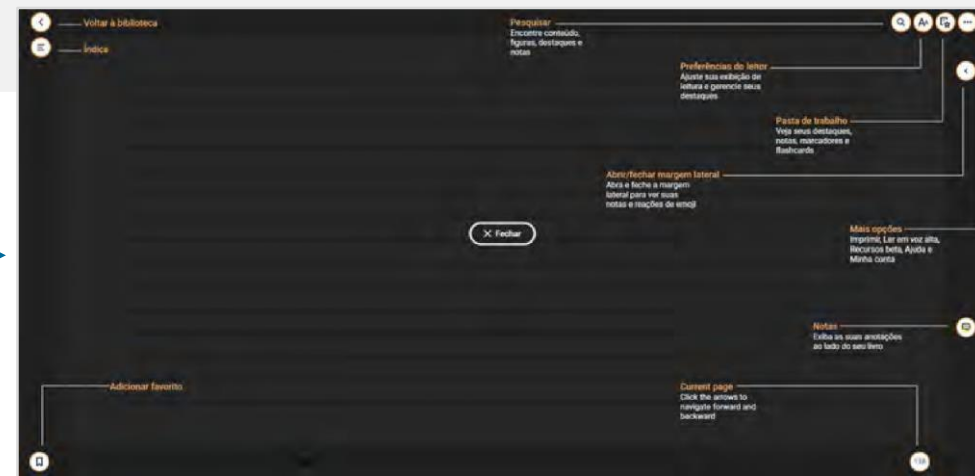 Voltar à biblioteca
Índice
Pesquisar
Encontre conteúdo,
figuras, destaques e
notas
Preferências do leitor
Ajuste sua exibição de
leitura e gerencie seus
destaques
Pasta de trabalho
Veja seus destaques,
notas, marcadores e
flashcards
Abrir/fechar margem lateral
Abra e feche a margem
lateral para ver suas
notas e reações de emoji
× Fechar
Mais opções
Imprimir, Ler em voz alta,
Recursos beta, Ajuda e
Minha conta
Notas
Exiba as suas anotações
ao lado do seu livro
Adicionar favorito
Current page
Click the arrows to
navigate forward and
backward